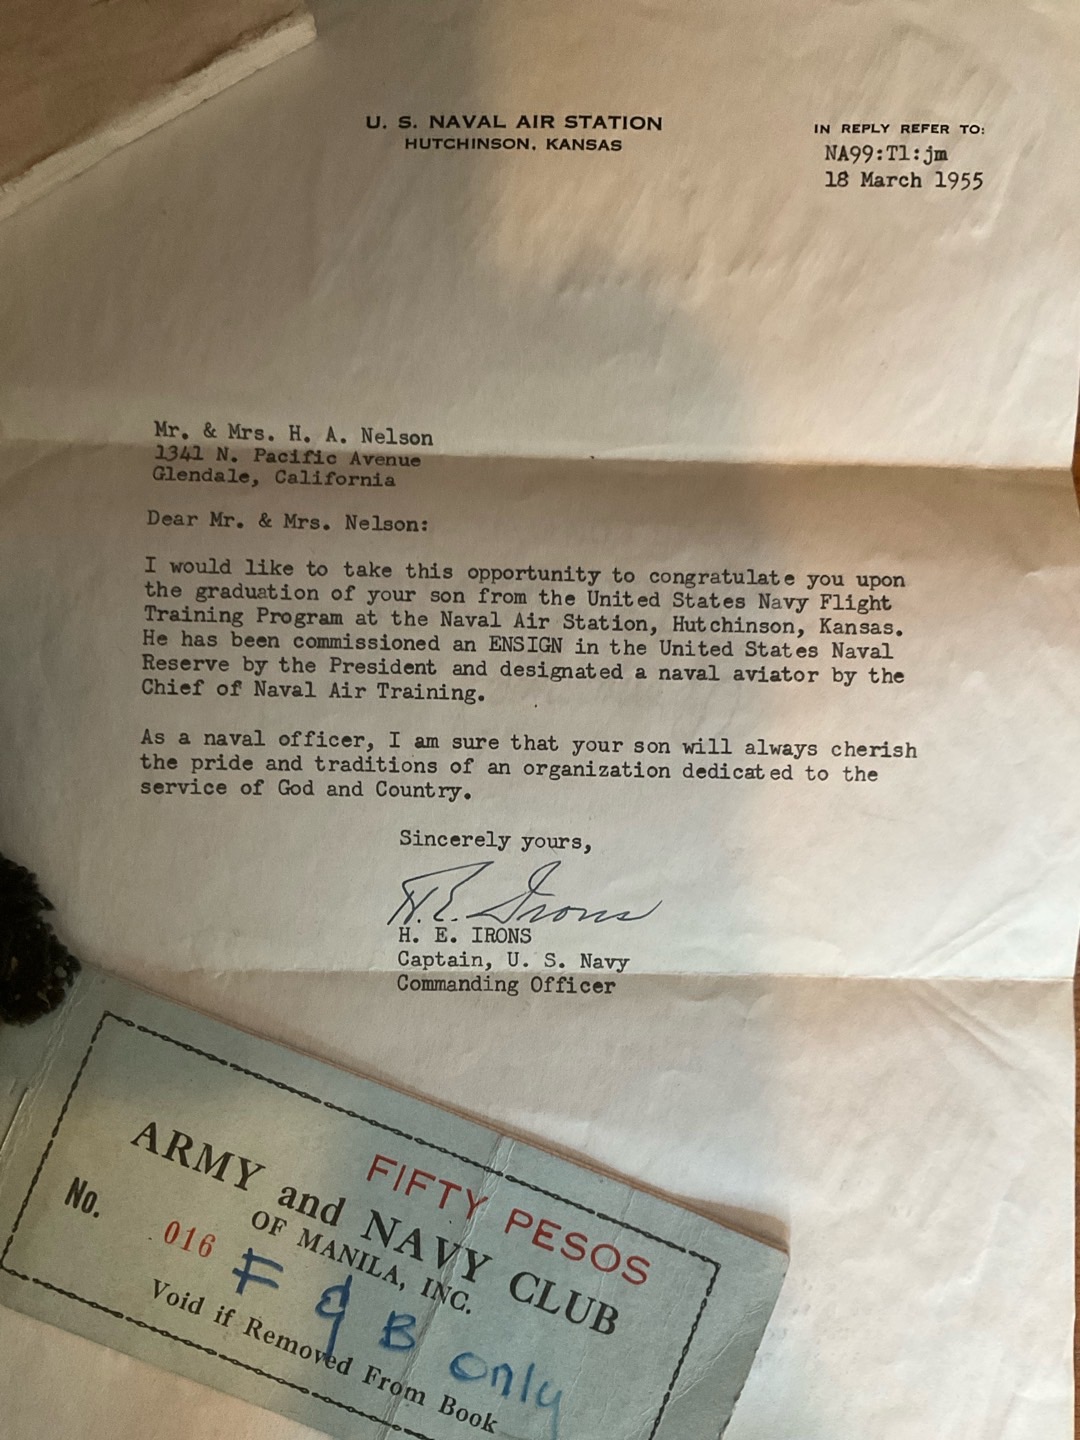 U. S. NAVAL AIR STATION
HUTCHINSON, KANSAS
IN REPLY REFER TO:
NA99:T1:jm
18 March 1955
Mr. & Mrs. H. A. Nelson
1341 N. Pacific Avenue
Glendale, California
Dear Mr. & Mrs. Nelson:
I would like to take this opportunity to congratulate you upon
the graduation of your son from the United States Navy Flight
Training Program at the Naval Air Station, Hutchinson, Kansas.
He has been commissioned an ENSIGN in the United States Naval
Reserve by the President and designated a naval aviator by the
Chief of Naval Air Training.
As a naval officer, I am sure that your son will always cherish
the pride and traditions of an organization dedicated to the
service of God and Country.
Sincerely yours,
H. E. Irons
H. E. IRONS
Captain, U. S. Navy
Commanding Officer
FIFTY PESOS
ARMY and NAVY CLUB
OF MANILA, INC.
No. 016
F & B only
Void if Removed From Book